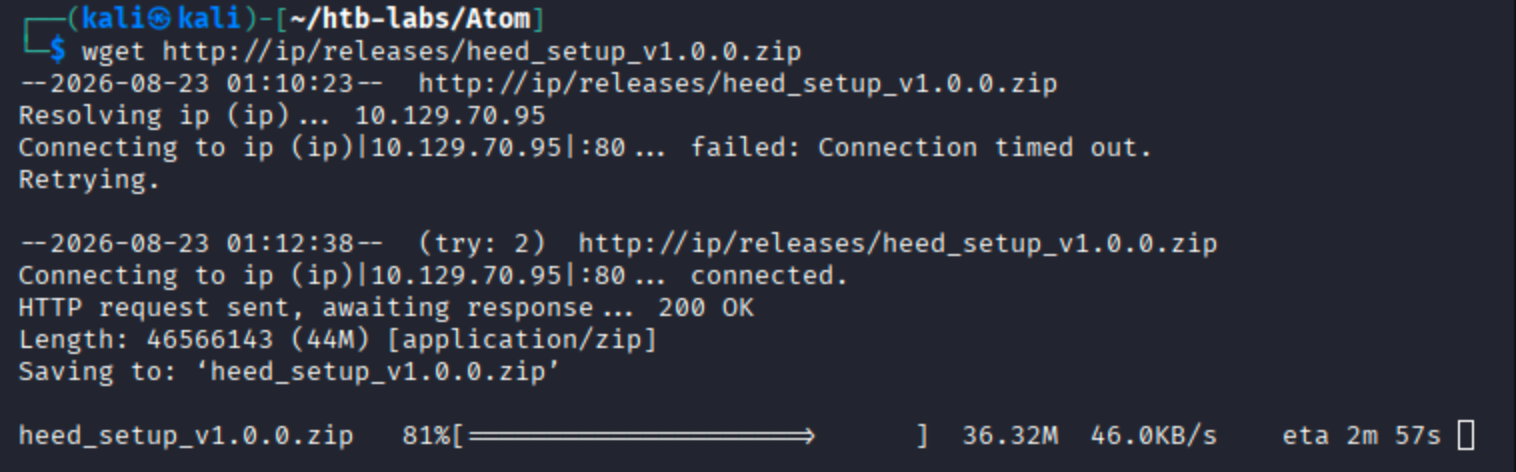 ┌──(kali㉿kali)-[~/htb-labs/Atom]
└─$ wget http://ip/releases/heed_setup_v1.0.0.zip
--2026-08-23 01:10:23--  http://ip/releases/heed_setup_v1.0.0.zip
Resolving ip (ip)... 10.129.70.95
Connecting to ip (ip)|10.129.70.95|:80... failed: Connection timed out.
Retrying.

--2026-08-23 01:12:38--  (try: 2)  http://ip/releases/heed_setup_v1.0.0.zip
Connecting to ip (ip)|10.129.70.95|:80... connected.
HTTP request sent, awaiting response... 200 OK
Length: 46566143 (44M) [application/zip]
Saving to: ‘heed_setup_v1.0.0.zip’

heed_setup_v1.0.0.zip   81%[=====================>      ]  36.32M  46.0KB/s    eta 2m 57s